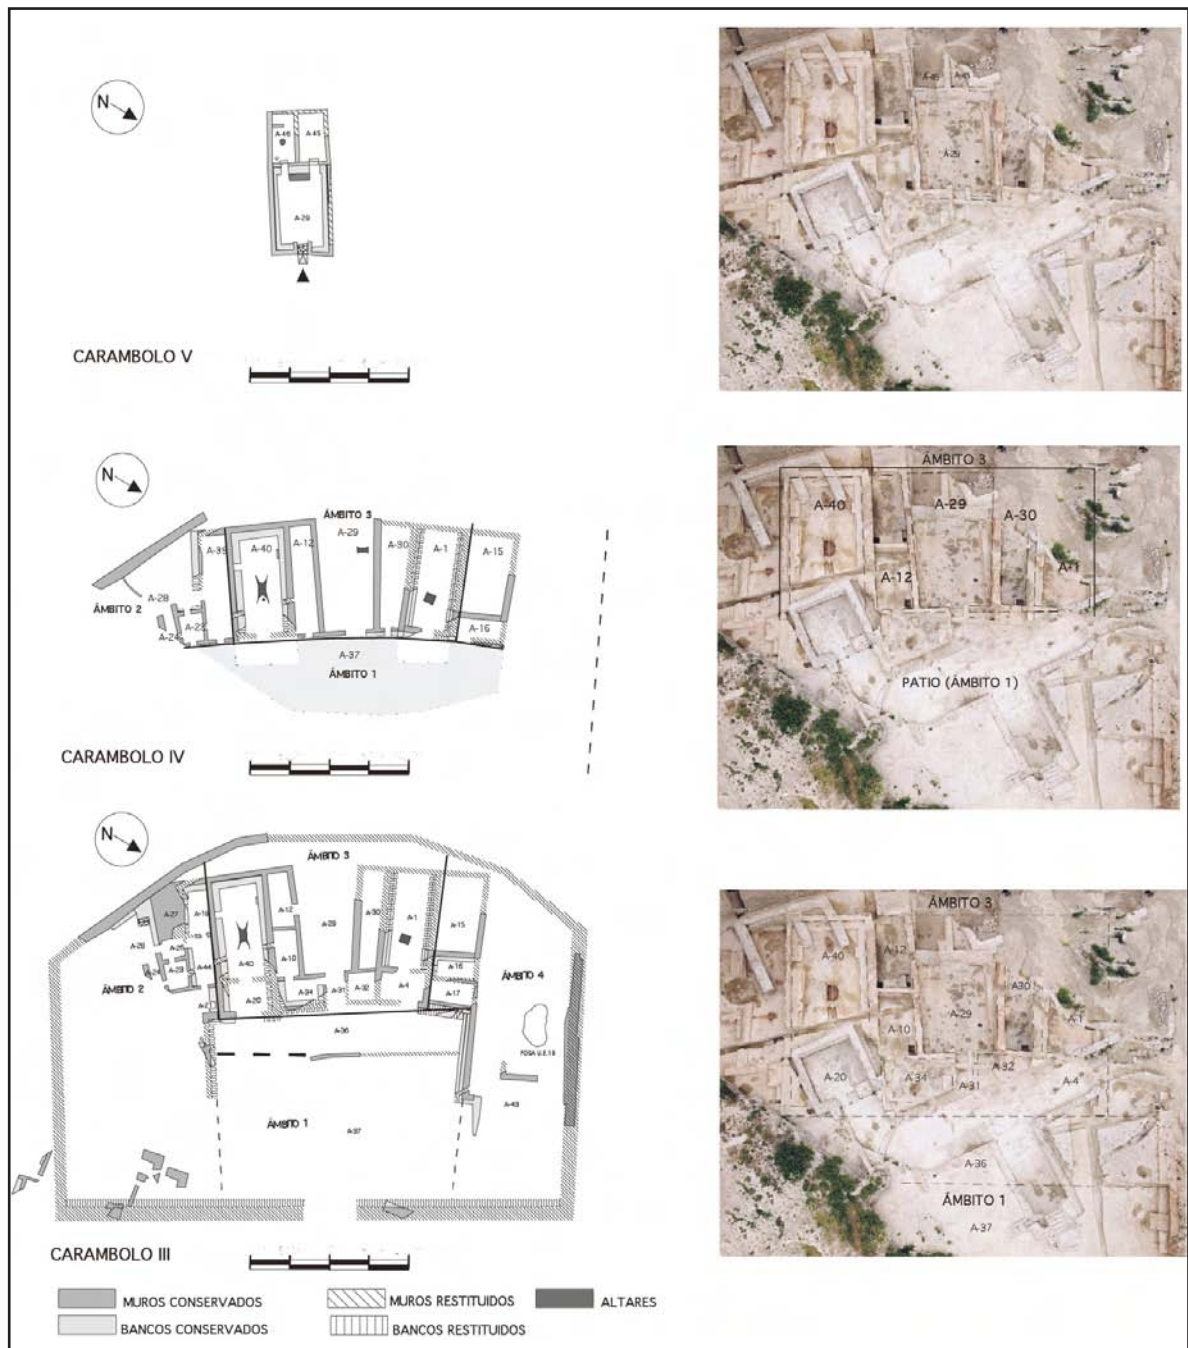 N
A-46 A-45
A-29
CARAMBOLO V
A-46 A-45
A-29
N
ÁMBITO 3
A-29
A-39 A-40 A-12 A-30 A-1 A-15
ÁMBITO 2
A-28
A-24 A-23 A-16
A-37
ÁMBITO 1
CARAMBOLO IV
ÁMBITO 3
A-40 A-29 A-30
A-12 A-1
PATIO (ÁMBITO 1)
N
ÁMBITO 3
A-27 A-12 A-29 A-30 A-1 A-15
A-28 A-40 A-10 A-16
A-44 A-20 A-34 A-31 A-32 A-4 A-17
ÁMBITO 2
ÁMBITO 4
A-36
FOSA U.E.
ÁMBITO 1
A-37
CARAMBOLO III
ÁMBITO 3
A-40 A-12
A-30
A-29 A-1
A-10
A-32
A-20 A-34 A-31 A-4
A-36
ÁMBITO 1
A-37
MUROS CONSERVADOS
MUROS RESTITUIDOS
ALTARES
BANCOS CONSERVADOS
BANCOS RESTITUIDOS